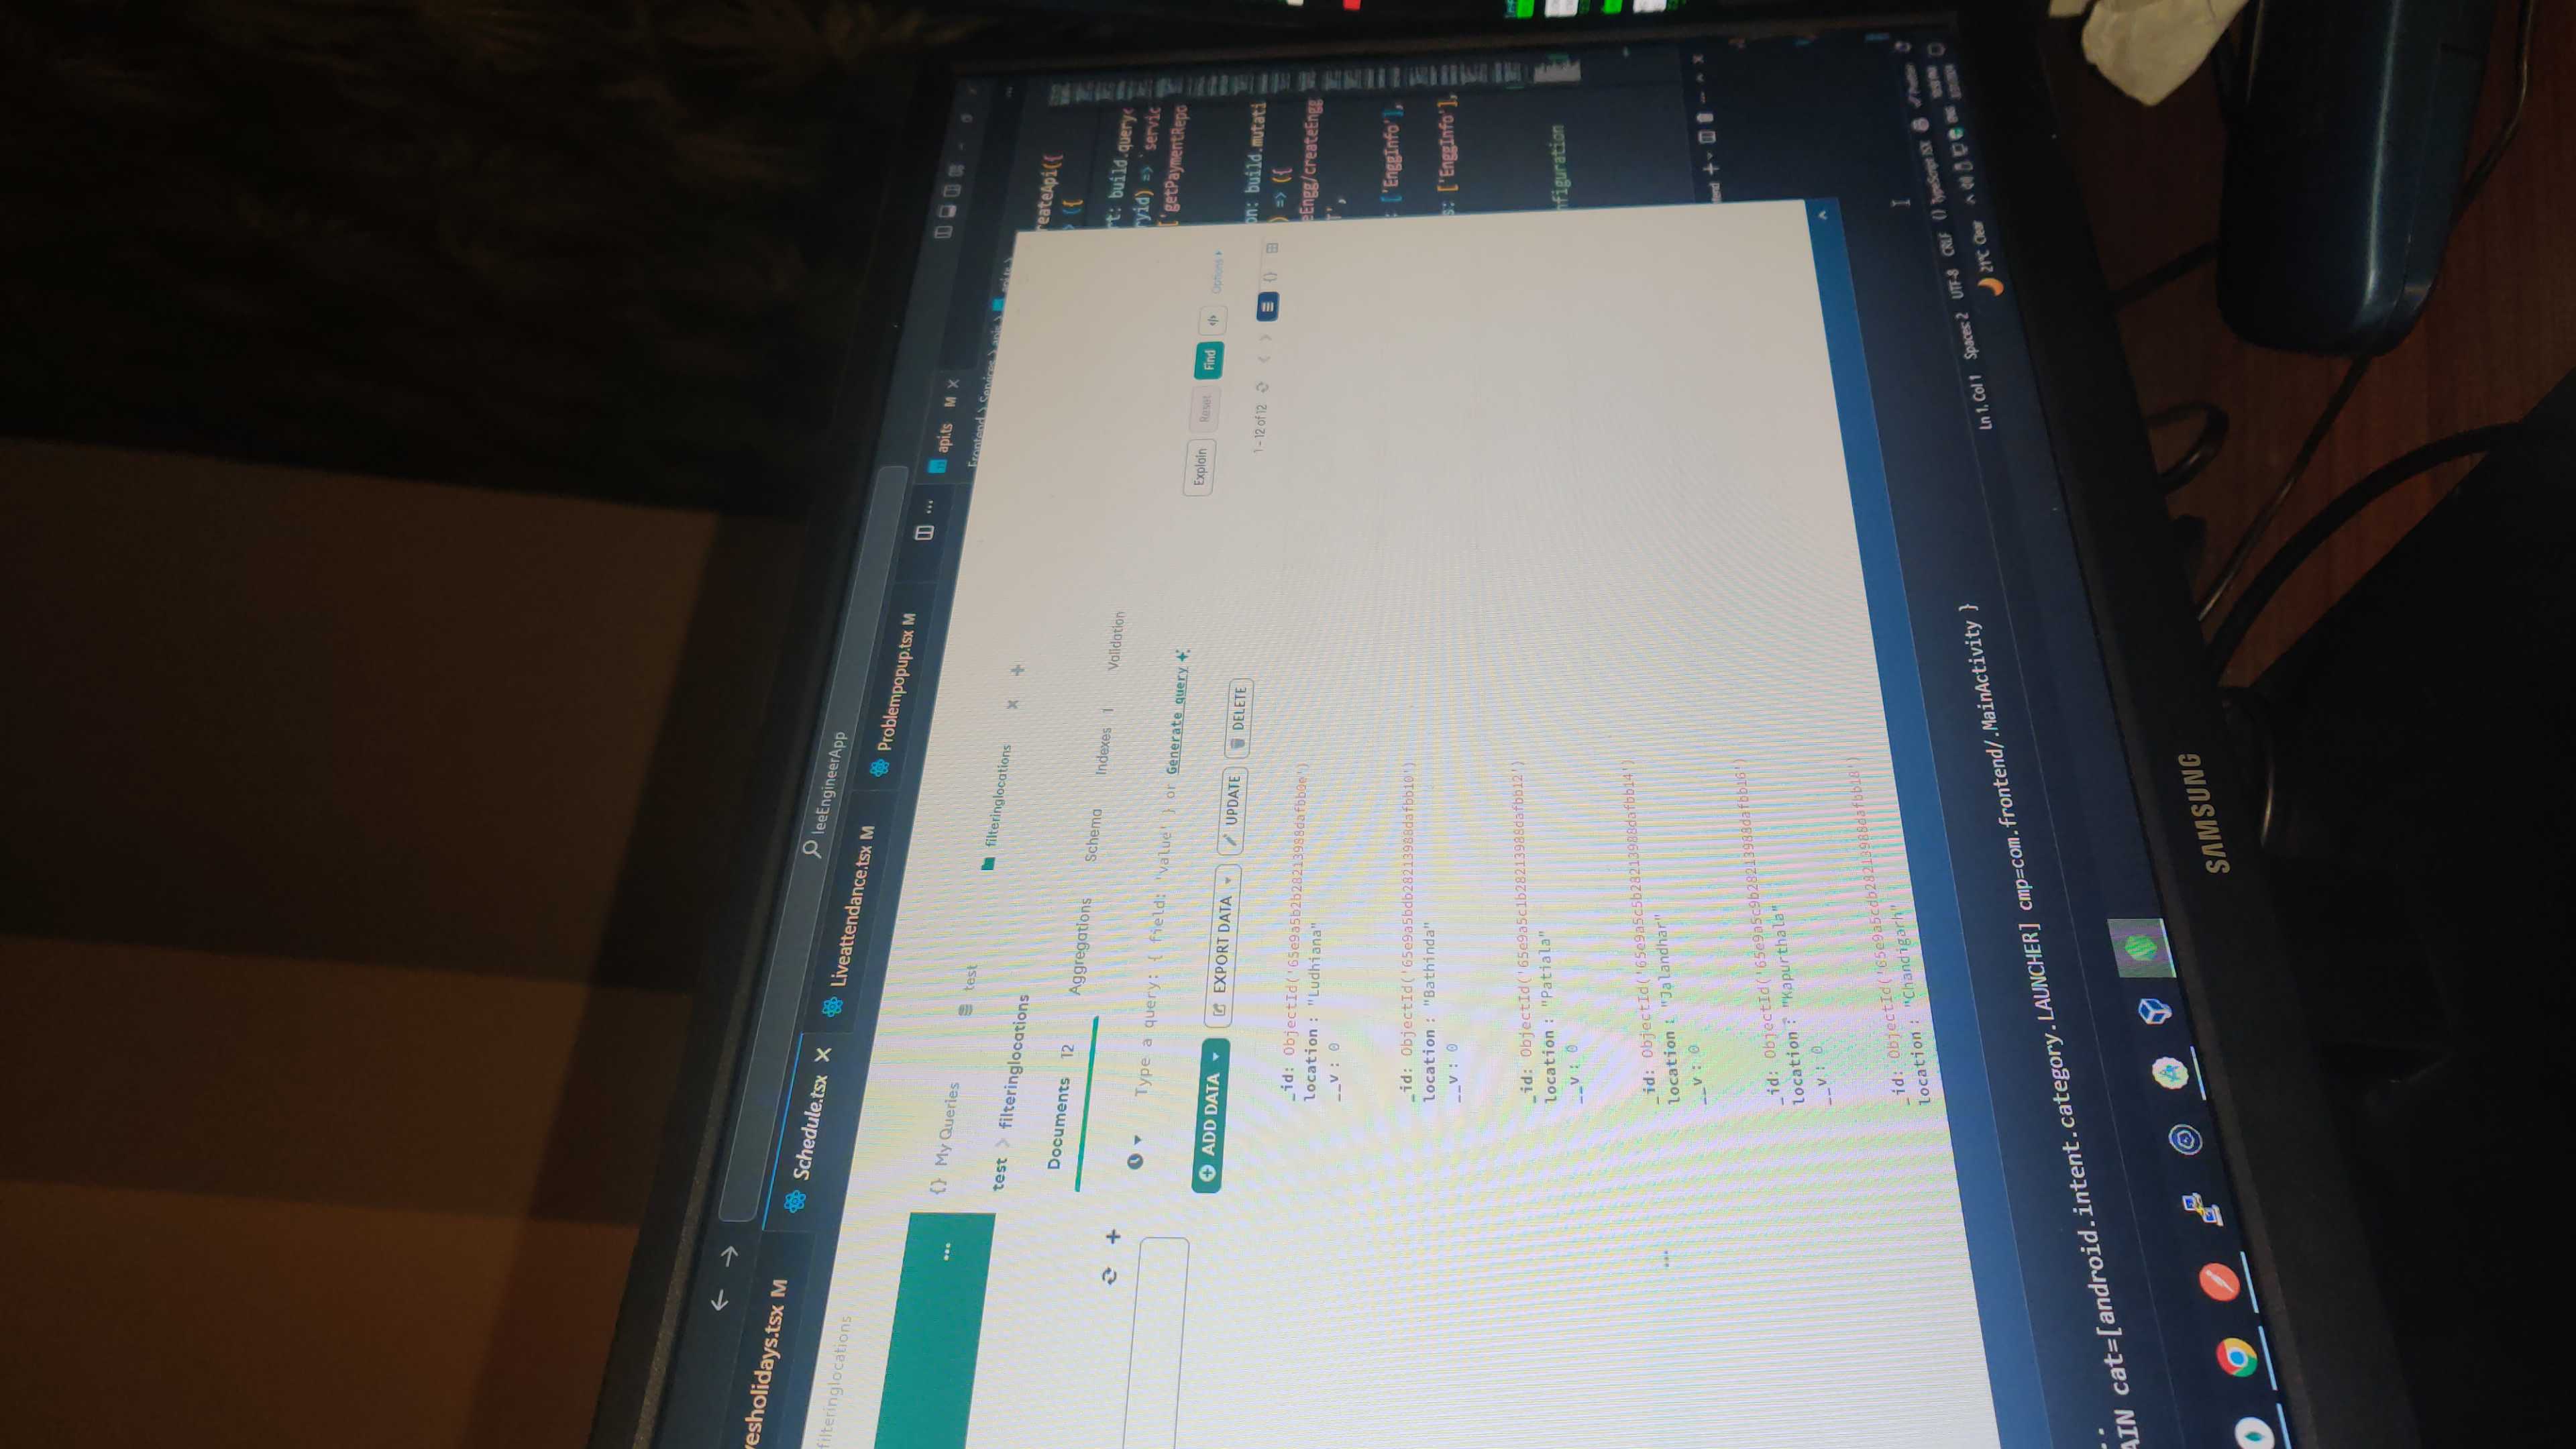 esholidays.tsx M
Schedule.tsx
Liveattendance.tsx M
leeEngineerApp
Problempopup.tsx M
api.ts M
Frontend > Services >
filteringlocations
{} My Queries
test
filteringlocations
test > filteringlocations
Documents 12
Aggregations
Schema
Indexes 1
Validation
Type a query: { field: 'value' } or Generate query
Explain
Reset
Find
</>
Options
ADD DATA
EXPORT DATA
UPDATE
DELETE
1 – 12 of 12
{}
_id: ObjectId('65e9a5b2b28213988dafbb0e')
location : "Ludhiana"
__v : 0
_id: ObjectId('65e9a5bdb28213988dafbb10')
location : "Bathinda"
__v : 0
_id: ObjectId('65e9a5c1b28213988dafbb12')
location : "Patiala"
__v : 0
_id: ObjectId('65e9a5c5b28213988dafbb14')
location : "Jalandhar"
__v : 0
_id: ObjectId('65e9a5c9b28213988dafbb16')
location : "Kapurthala"
__v : 0
_id: ObjectId('65e9a5cdb28213988dafbb18')
location : "Chandigarh"
reateApi({
({
rt: build.query<
ryid) => `servic
['getPaymentRepo
on: build.mutati
) => ({
eEngg/createEngg
',
: ['EnggInfo'],
s: ['EnggInfo'],
nfiguration
AIN cat=[android.intent.category.LAUNCHER] cmp=com.frontend/.MainActivity }
Ln 1, Col 1 Spaces: 2 UTF-8 CRLF {} TypeScript JSX
21°C Clear
SAMSUNG